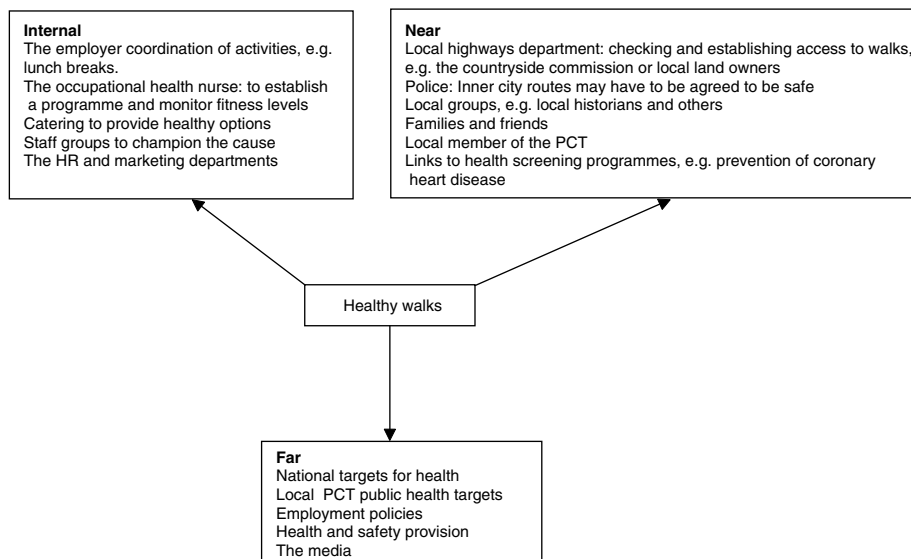 Internal
The employer coordination of activities, e.g.
lunch breaks.
The occupational health nurse: to establish
a programme and monitor fitness levels
Catering to provide healthy options
Staff groups to champion the cause
The HR and marketing departments
Near
Local highways department: checking and establishing access to walks,
e.g. the countryside commission or local land owners
Police: Inner city routes may have to be agreed to be safe
Local groups, e.g. local historians and others
Families and friends
Local member of the PCT
Links to health screening programmes, e.g. prevention of coronary
heart disease
Healthy walks
Far
National targets for health
Local PCT public health targets
Employment policies
Health and safety provision
The media